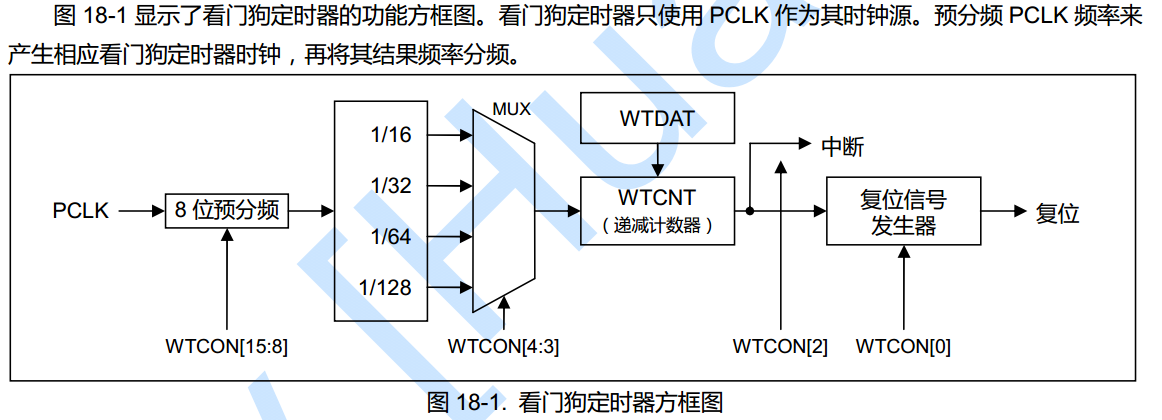 图 18-1 显示了看门狗定时器的功能方框图。看门狗定时器只使用 PCLK 作为其时钟源。预分频 PCLK 频率来
产生相应看门狗定时器时钟，再将其结果频率分频。
MUX
WTDAT
1/16
中断
1/32
WTCNT
（递减计数器）
PCLK
8 位预分频
复位信号
发生器
复位
1/64
1/128
WTCON[15:8]
WTCON[4:3]
WTCON[2]
WTCON[0]
图 18-1. 看门狗定时器方框图
[Hua